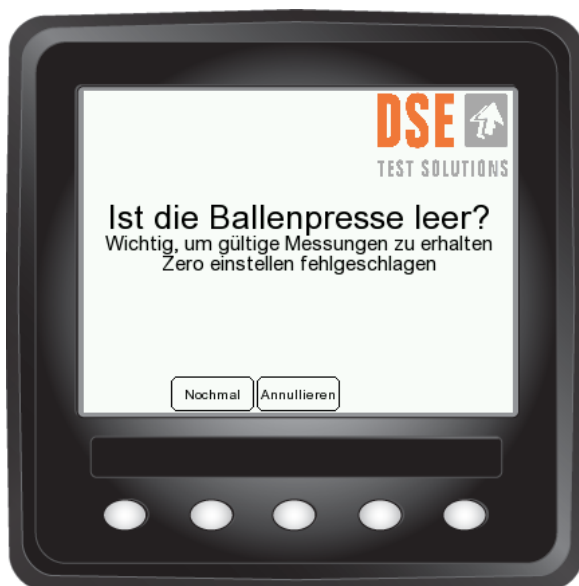 DSE
TEST SOLUTIONS
Ist die Ballenpresse leer?
Wichtig, um gültige Messungen zu erhalten
Zero einstellen fehlgeschlagen
Nochmal Annullieren